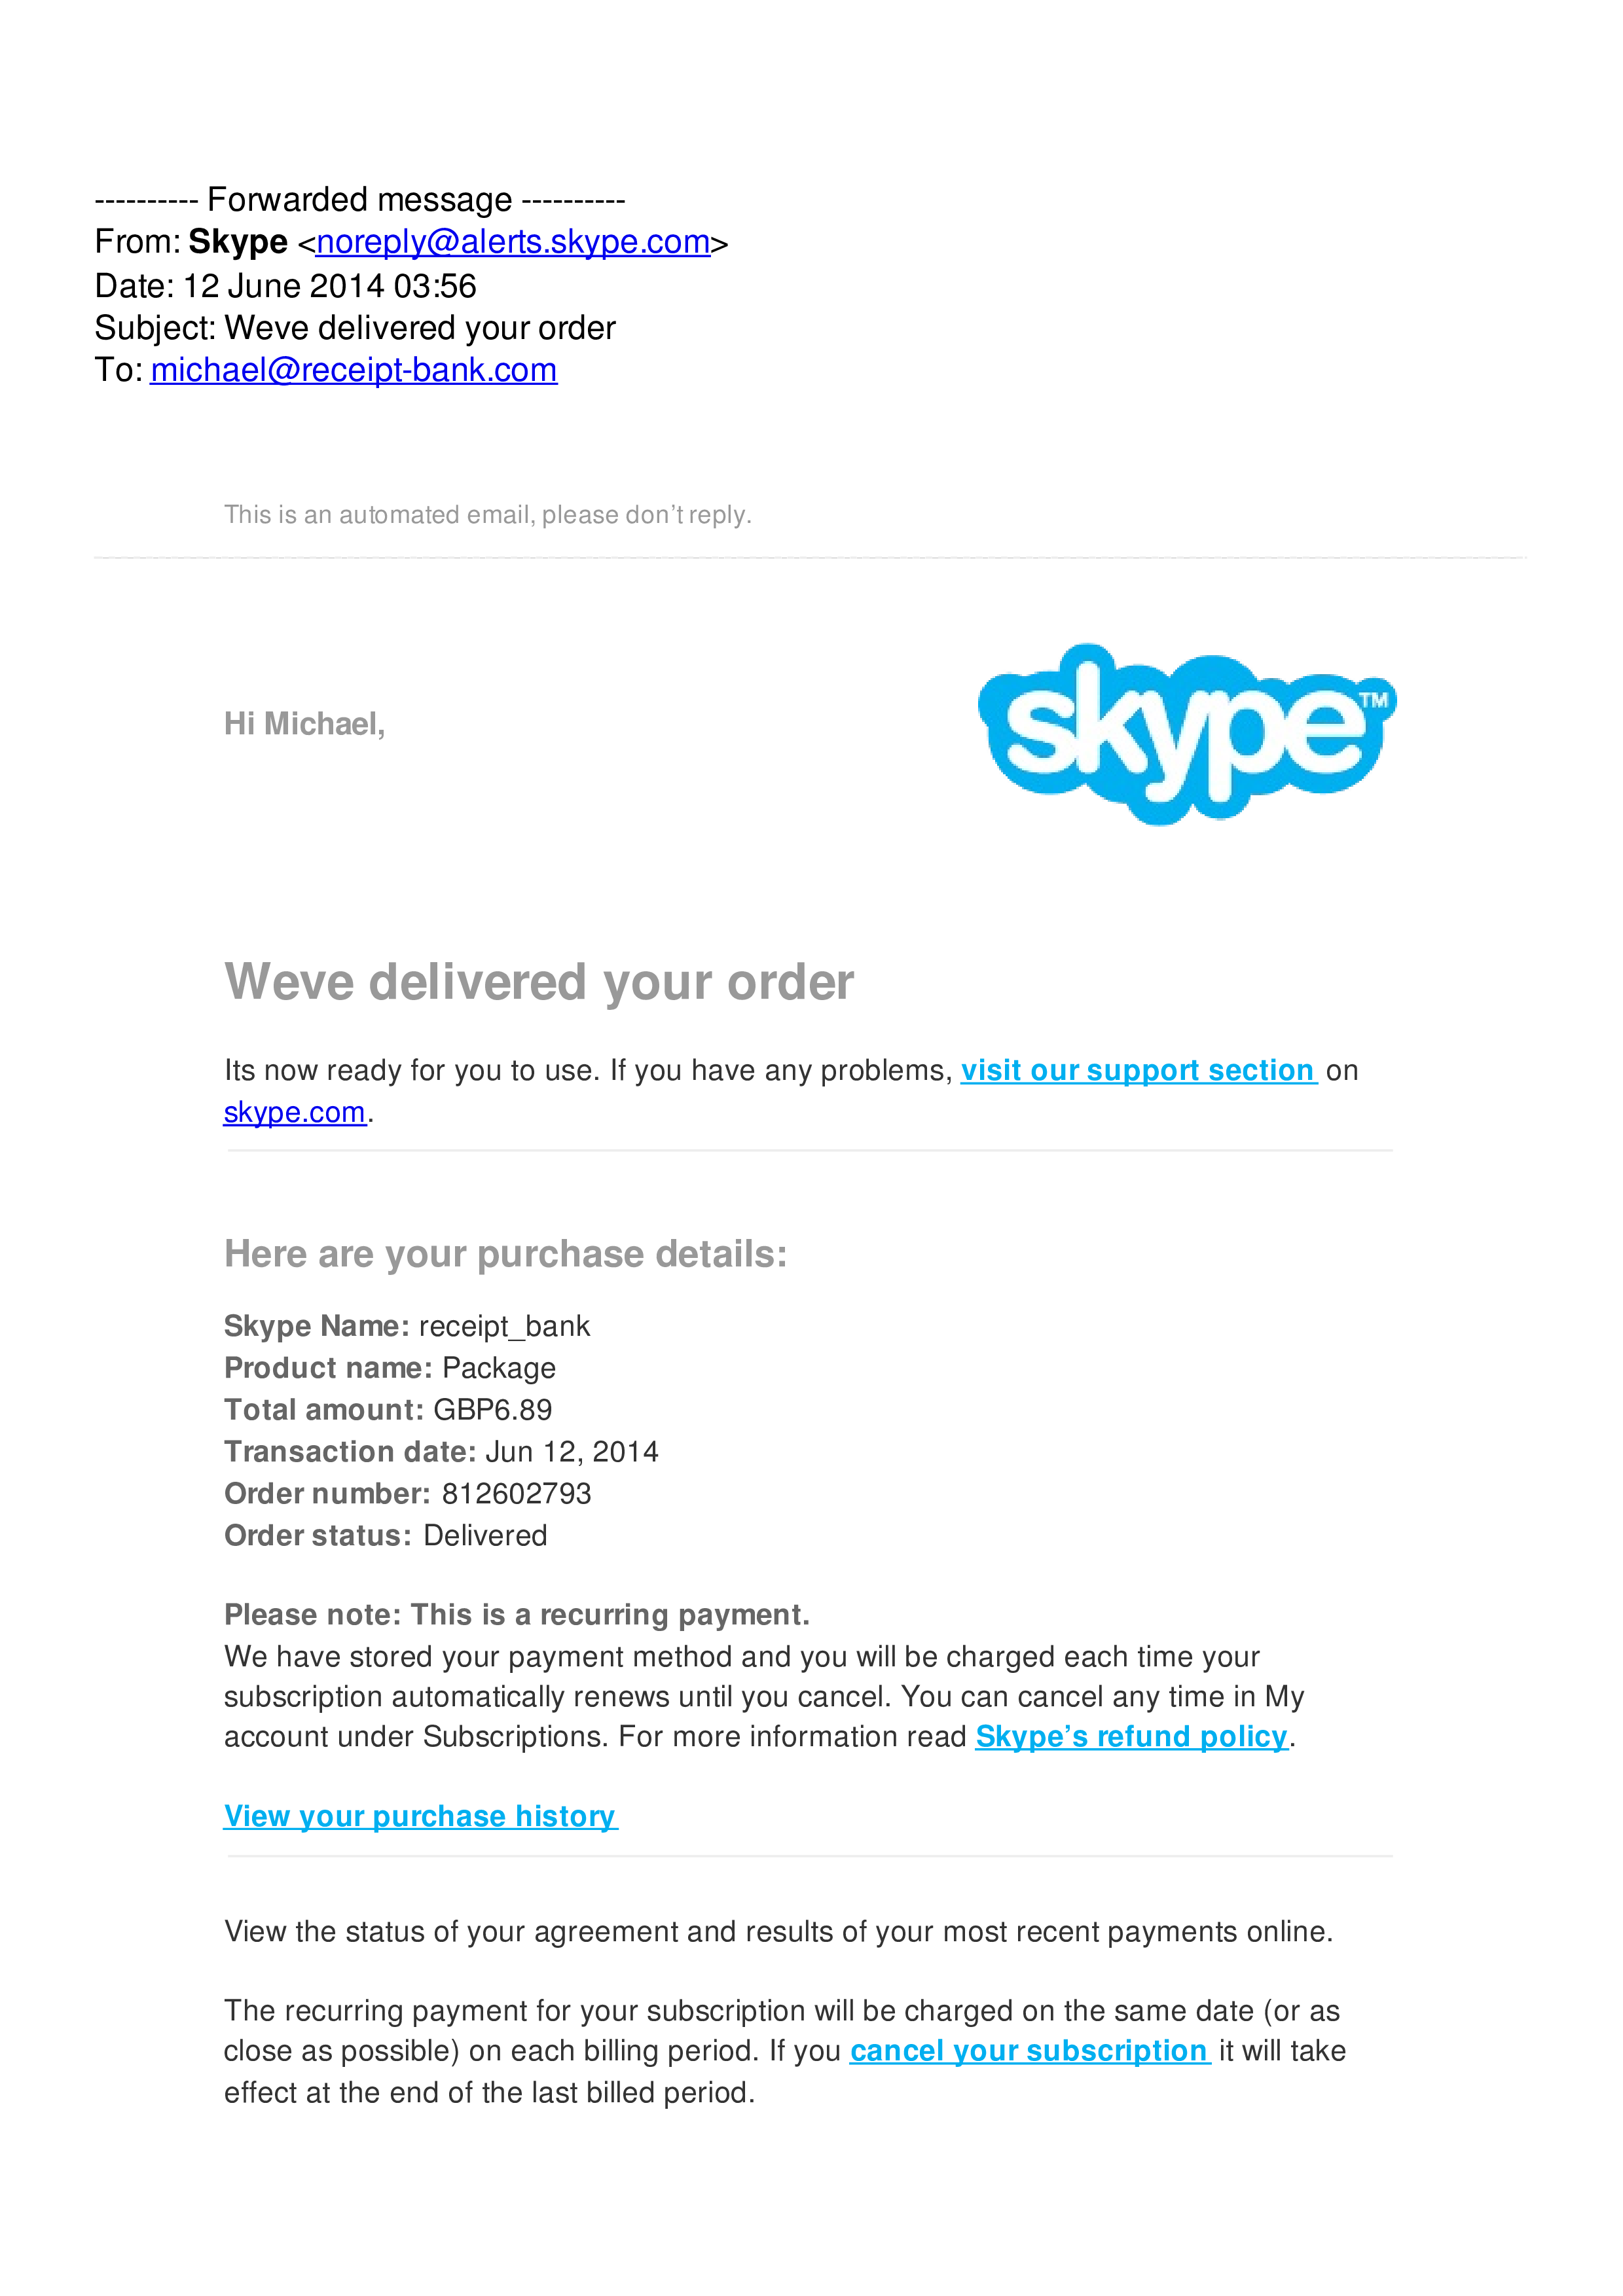 ---------- Forwarded message ----------
From: Skype <noreply@alerts.skype.com>
Date: 12 June 2014 03:56
Subject: Weve delivered your order
To: michael@receipt-bank.com
This is an automated email, please don’t reply.
Hi Michael,
skype™
Weve delivered your order
Its now ready for you to use. If you have any problems, visit our support section on
skype.com.
Here are your purchase details:
Skype Name: receipt_bank
Product name: Package
Total amount: GBP6.89
Transaction date: Jun 12, 2014
Order number: 812602793
Order status: Delivered
Please note: This is a recurring payment.
We have stored your payment method and you will be charged each time your
subscription automatically renews until you cancel. You can cancel any time in My
account under Subscriptions. For more information read Skype’s refund policy.
View your purchase history
View the status of your agreement and results of your most recent payments online.
The recurring payment for your subscription will be charged on the same date (or as
close as possible) on each billing period. If you cancel your subscription it will take
effect at the end of the last billed period.